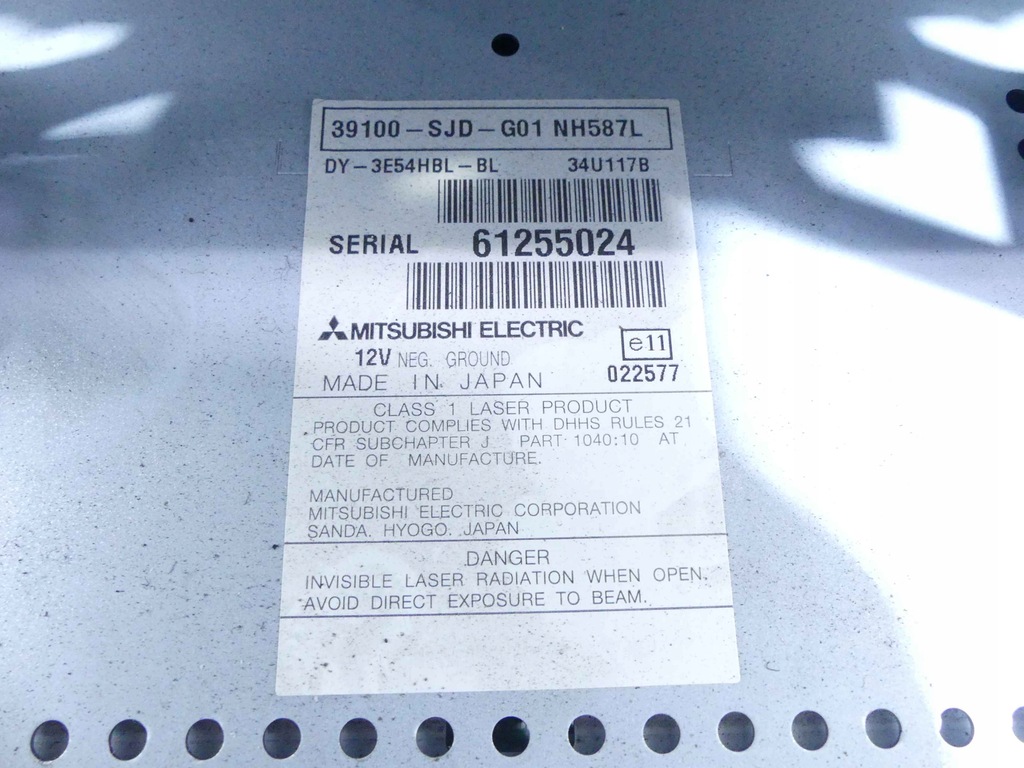 39100-SJD-G01 NH587L
DY-3E54HBL-BL 34U117B
SERIAL 61255024
MITSUBISHI ELECTRIC
e11
12V NEG. GROUND
022577
MADE IN JAPAN
CLASS 1 LASER PRODUCT
PRODUCT COMPLIES WITH DHHS RULES 21
CFR SUBCHAPTER J. PART 1040:10 AT
DATE OF MANUFACTURE.
MANUFACTURED
MITSUBISHI ELECTRIC CORPORATION
SANDA. HYOGO. JAPAN
DANGER
INVISIBLE LASER RADIATION WHEN OPEN.
AVOID DIRECT EXPOSURE TO BEAM.